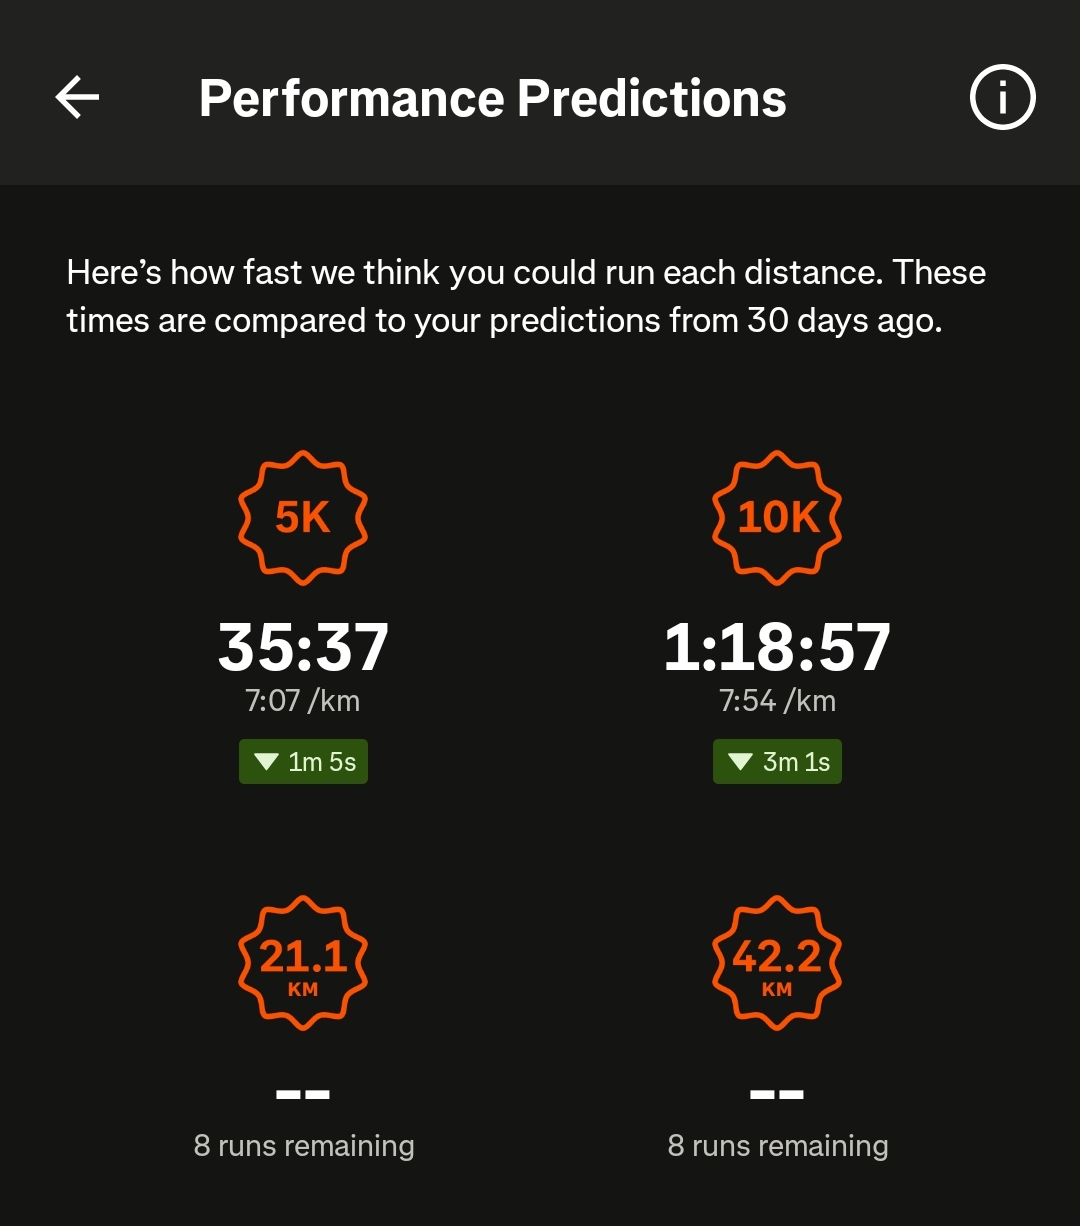 Performance Predictions
Here’s how fast we think you could run each distance. These
times are compared to your predictions from 30 days ago.
5K
35:37
7:07 /km
▼ 1m 5s
10K
1:18:57
7:54 /km
▼ 3m 1s
21.1
KM
--
8 runs remaining
42.2
KM
--
8 runs remaining